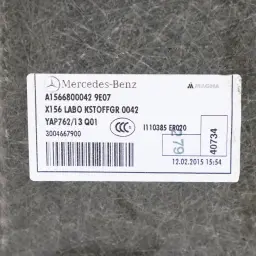 Mercedes-Benz
A1566800042 9E07
X156 LABO KSTOFFGR 0042
YAP762/13 Q01
3004667900
CCC
I110385 ER020
40734
12.02.2015 15:54